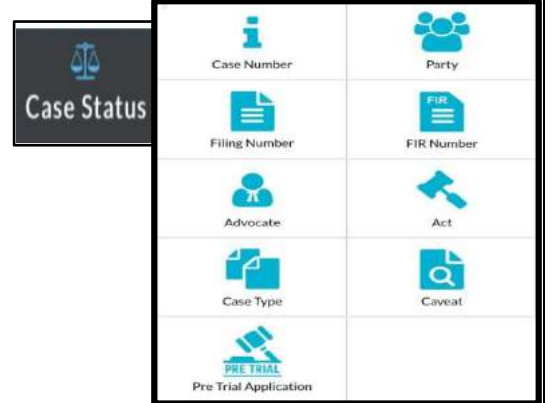 Case Status
Case Number
Party
Filing Number
FIR
FIR Number
Advocate
Act
Case Type
Caveat
PRE TRIAL
Pre Trial Application